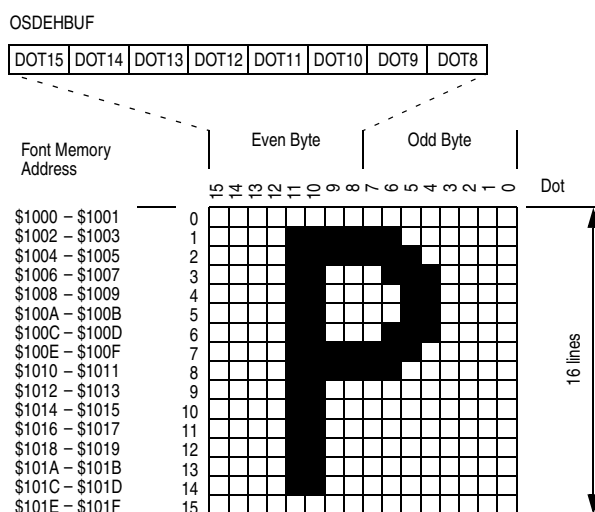 OSDEHBUF
DOT15 DOT14 DOT13 DOT12 DOT11 DOT10 DOT9 DOT8
Even Byte Odd Byte
Font Memory
Address
15 14 13 12 11 10 9 8 7 6 5 4 3 2 1 0 Dot
$1000 – $1001 0
$1002 – $1003 1
$1004 – $1005 2
$1006 – $1007 3
$1008 – $1009 4
$100A – $100B 5
$100C – $100D 6
$100E – $100F 7
$1010 – $1011 8
$1012 – $1013 9
$1014 – $1015 10
$1016 – $1017 11
$1018 – $1019 12
$101A – $101B 13
$101C – $101D 14
$101E – $101F 15
16 lines